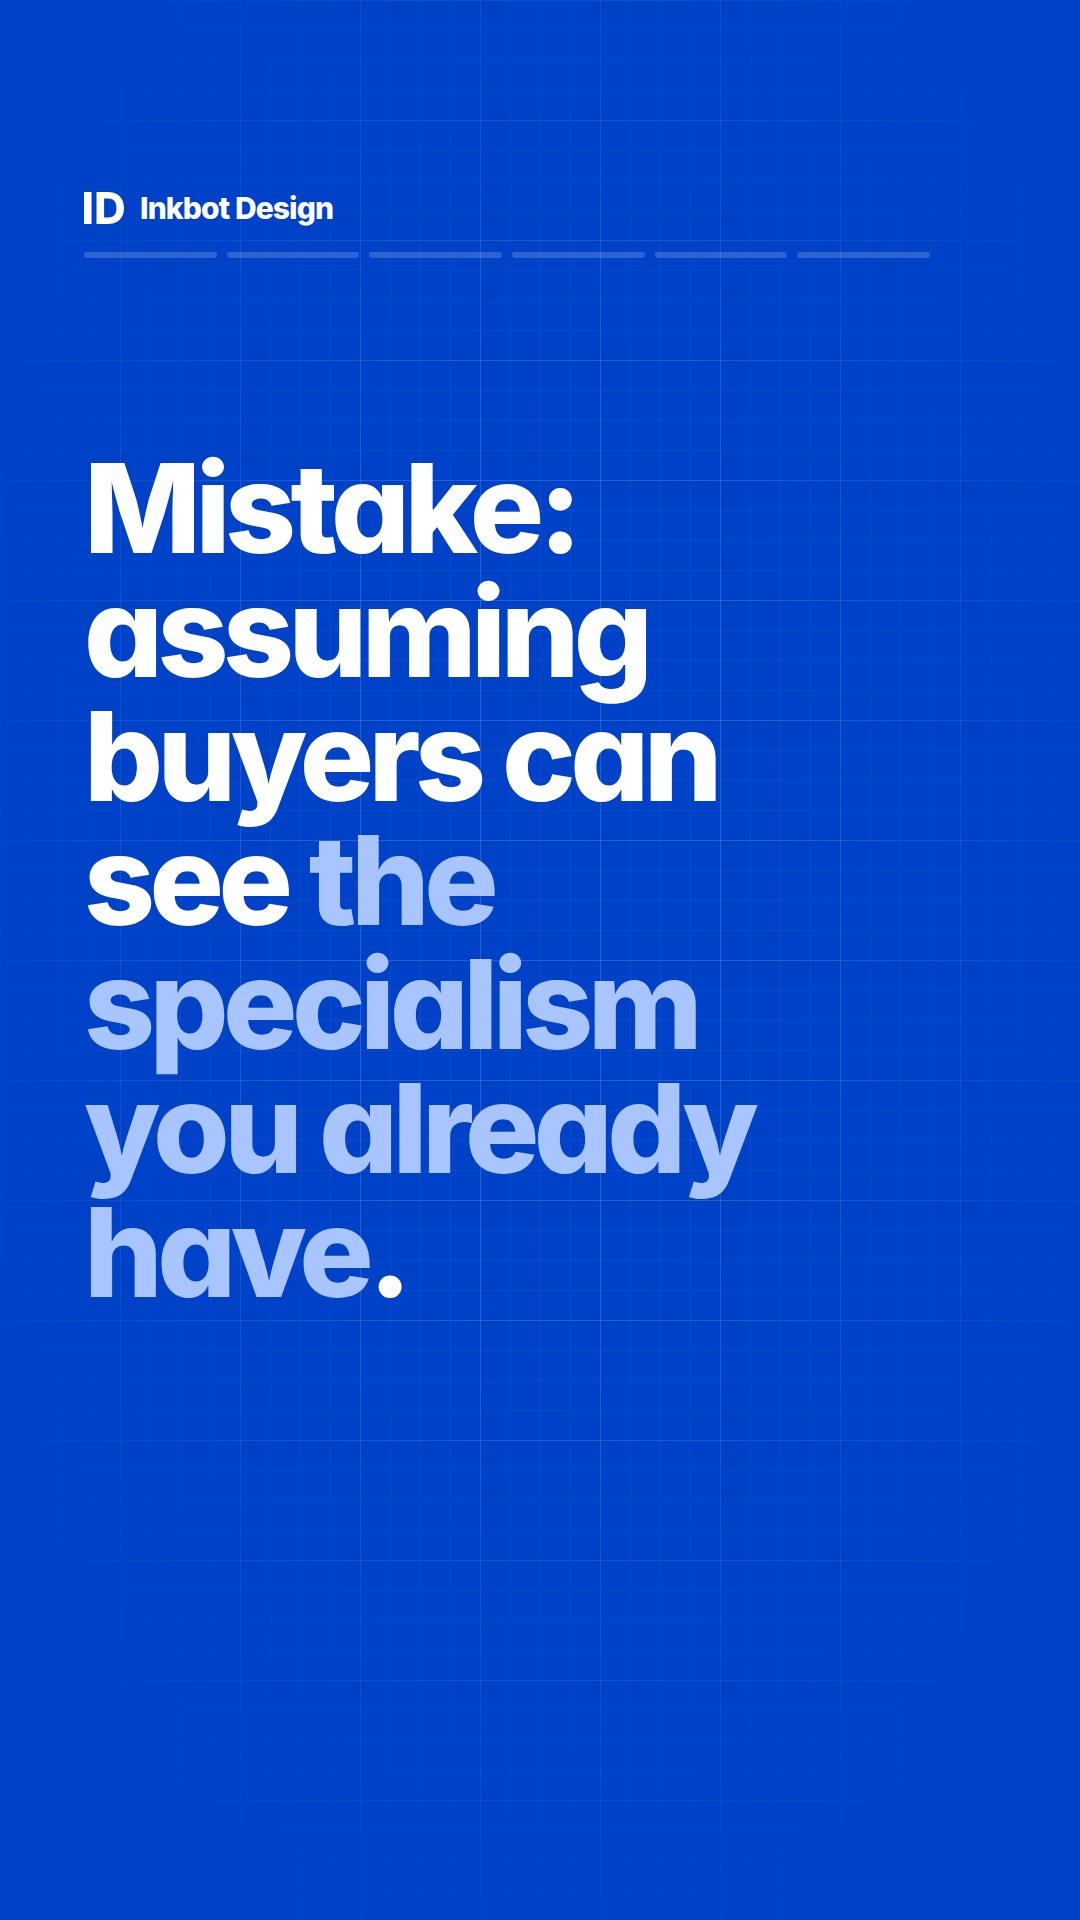 ID Inkbot Design
Mistake:
assuming
buyers can
see the
specialism
you already
have.